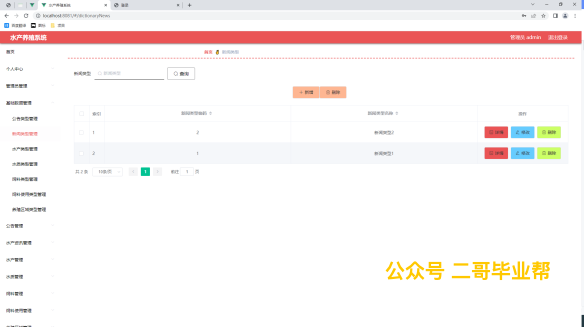 水产养殖系统
登录
localhost:8081/#/dictionaryNews
百度翻译
水产养殖系统
管理员 admin
退出登录
首页
首页
新闻类型
个人中心
管理员管理
基础数据管理
公告类型管理
新闻类型管理
水产类型管理
水质类型管理
饲料类型管理
饲料使用类型管理
养殖区域类型管理
公告管理
水产资讯管理
水产管理
水质管理
饲料管理
饲料使用管理
新闻类型
新闻类型
查询
新增
删除
索引
新闻类型编码
新闻类型名称
操作
1 2 新闻类型2 详情 修改 删除
2 1 新闻类型1 详情 修改 删除
共 2 条
10条/页
1
前往 1 页
公众号 二哥毕业帮